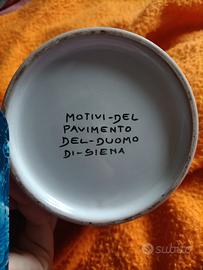 MOTIVI-DEL
PAVIMENTO
DEL-DUOMO
DI-SIENA
subito